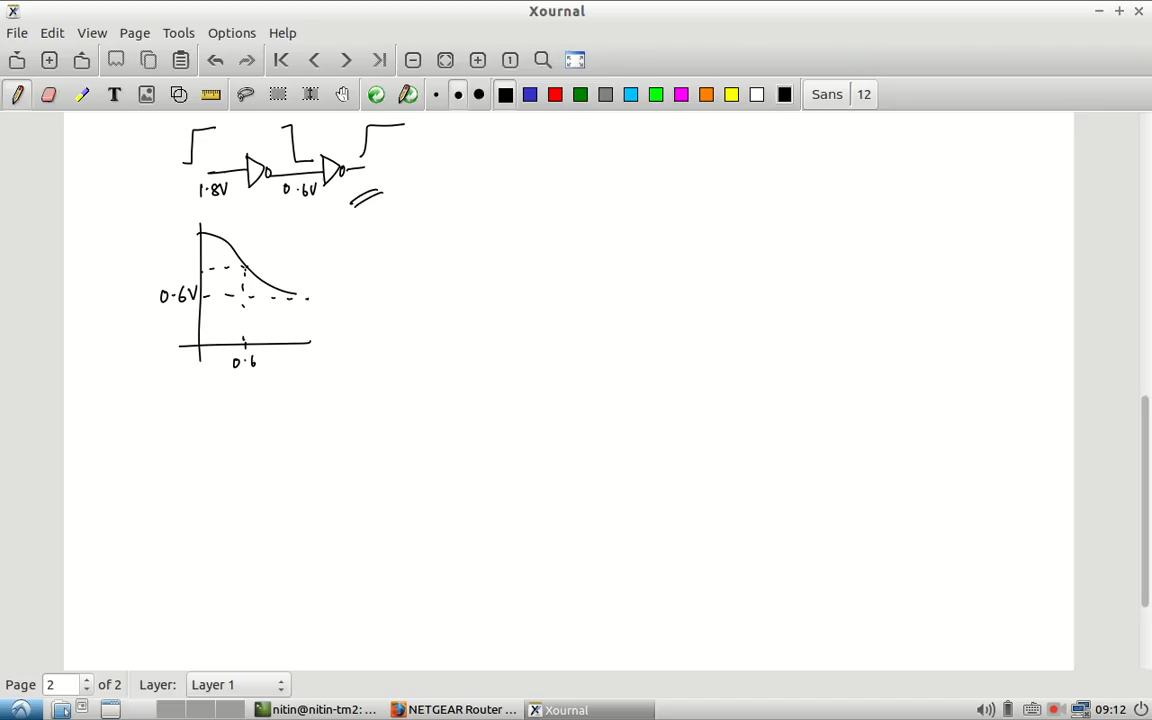 Xournal
File Edit View Page Tools Options Help
Sans 12
1.8V 0.6V
0.6V
0.6
Page 2 of 2 Layer: Layer 1
nitin@nitin-tm2: ... NETGEAR Router ... Xournal 09:12